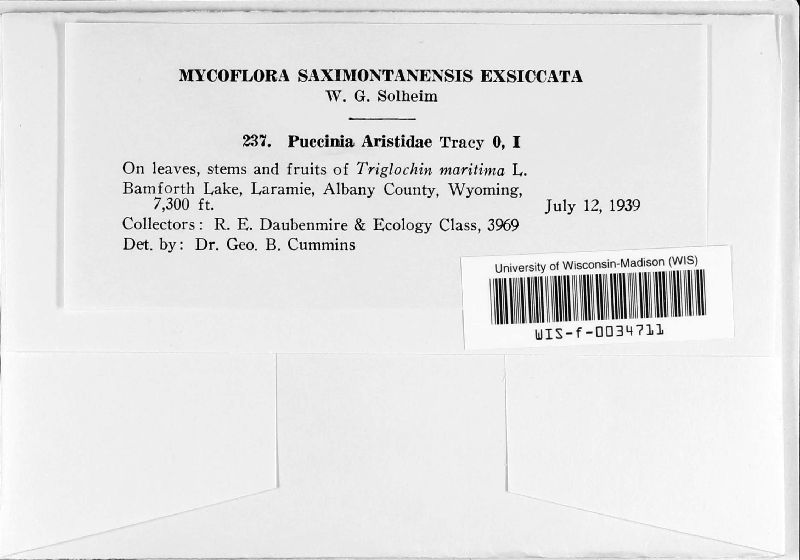 MYCOFLORA SAXIMONTANENSIS EXSICCATA
W. G. Solheim
237. Puccinia Aristidae Tracy 0, I
On leaves, stems and fruits of Triglochin maritima L.
Bamforth Lake, Laramie, Albany County, Wyoming,
7,300 ft. July 12, 1939
Collectors: R. E. Daubenmire & Ecology Class, 3969
Det. by: Dr. Geo. B. Cummins
University of Wisconsin-Madison (WIS)
WIS-f-0034711